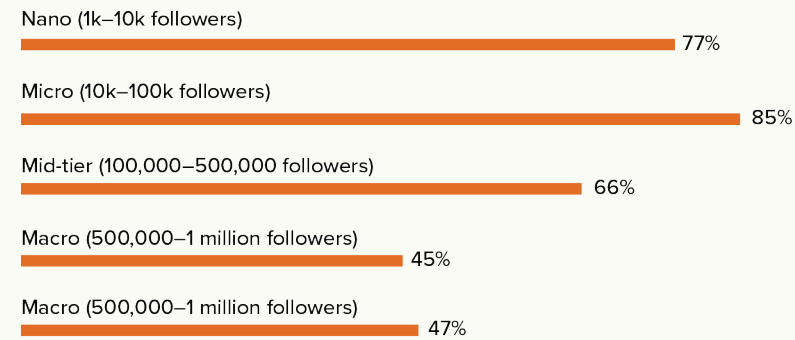 Nano (1k–10k followers)
77%
Micro (10k–100k followers)
85%
Mid-tier (100,000–500,000 followers)
66%
Macro (500,000–1 million followers)
45%
Macro (500,000–1 million followers)
47%